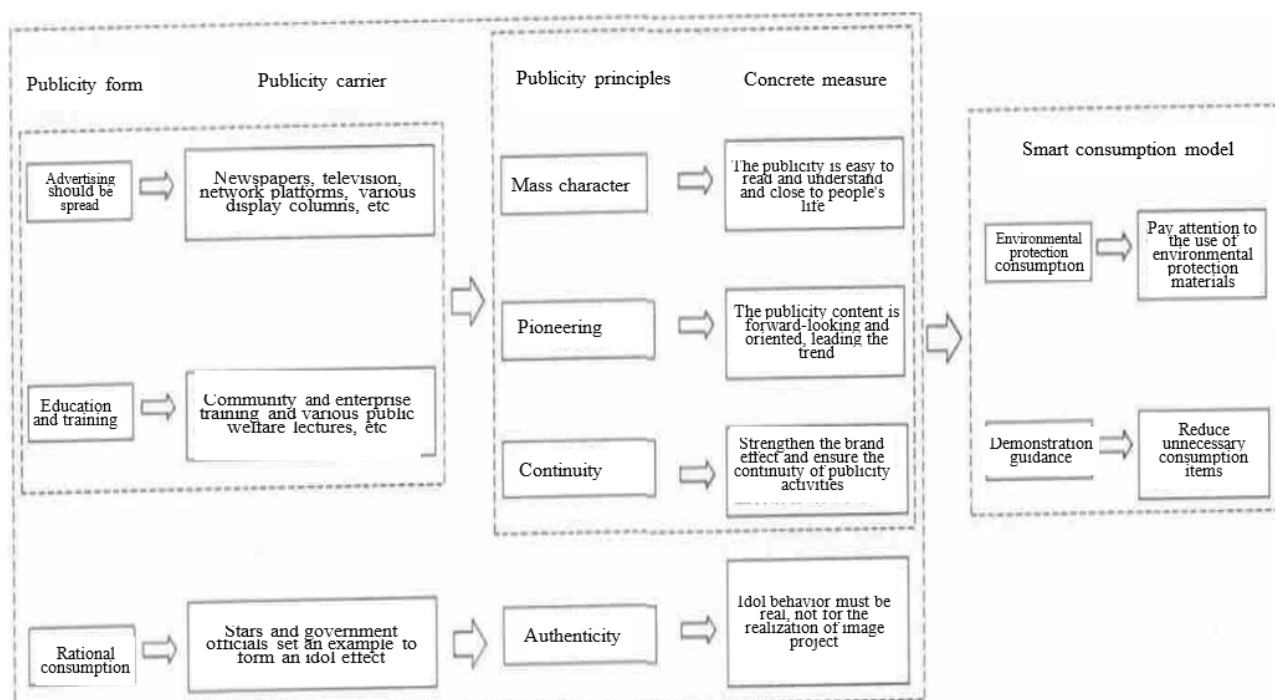 Publicity form
Publicity carrier
Publicity principles
Concrete measure
Advertising
should be
spread
Newspapers, television,
network platforms, various
display columns, etc
Mass character
The publicity is easy to
read and understand
and close to people's
life
Pioneering
The publicity content is
forward-looking and
oriented, leading the
trend
Education
and training
Community and enterprise
training and various public
welfare lectures, etc
Continuity
Strengthen the brand
effect and ensure the
continuity of publicity
activities
Rational
consumption
Stars and government
officials set an example to
form an idol effect
Authenticity
Idol behavior must be
real, not for the
realization of image
project
Smart consumption model
Environmental
protection
consumption
Pay attention to
the use of
environmental
protection
materials
Demonstration
guidance
Reduce
unnecessary
consumption
items